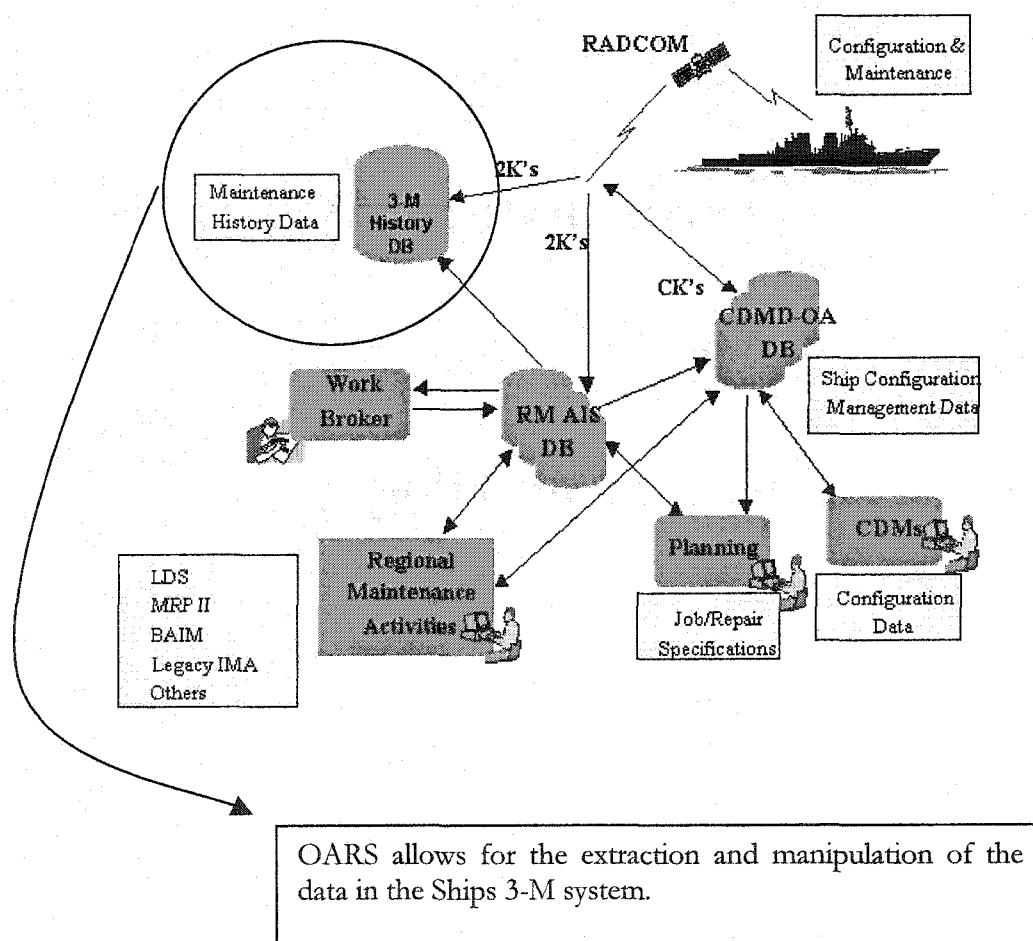 RADCOM
Configuration &
Maintenance
2K's
Maintenance
History Data
3-M
History
DB
2K's
CK's
CDMD-OA
DB
Work
Broker
RM AIS
DB
Ship Configuration
Management Data
Regional
Maintenance
Activities
Planning
CDMs
LDS
MRP II
BAIM
Legacy IMA
Others
Job/Repair
Specifications
Configuration
Data
OARS allows for the extraction and manipulation of the
data in the Ships 3-M system.